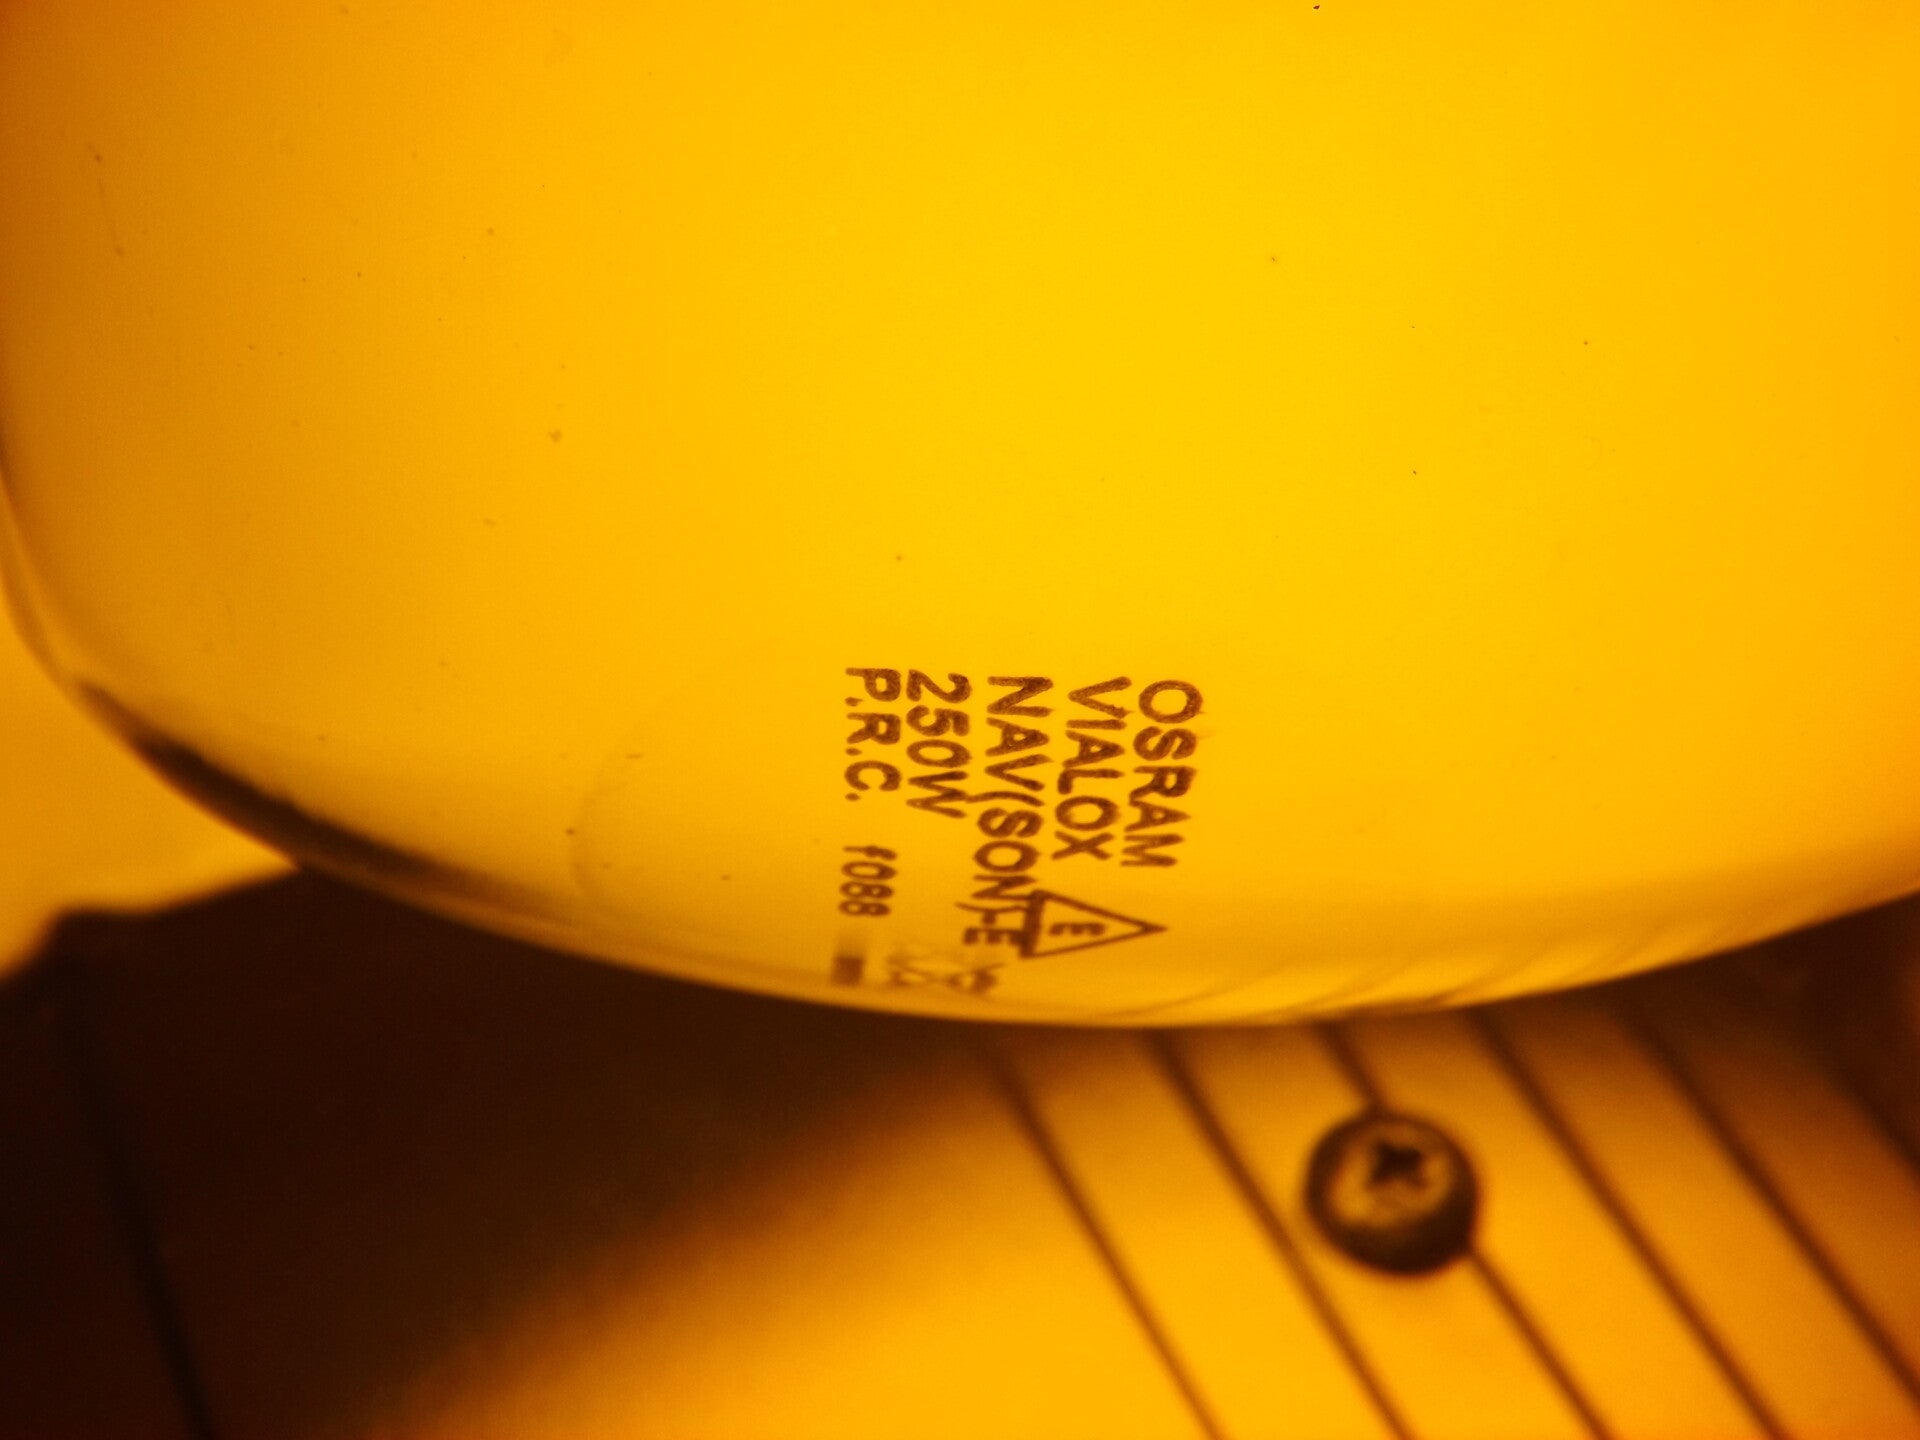 OSRAM
VIALOX
NAV(SON)-E
250W
P.R.C. f088
E